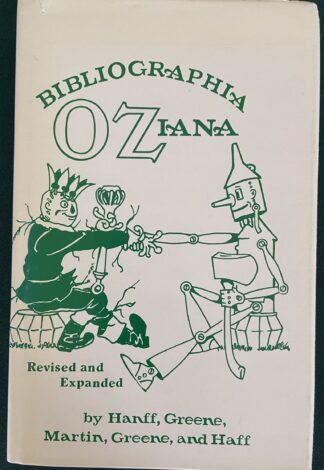 BIBLIOGRAPHIA
OZIANA
Revised and
Expanded
by Hanff, Greene,
Martin, Greene, and Haff